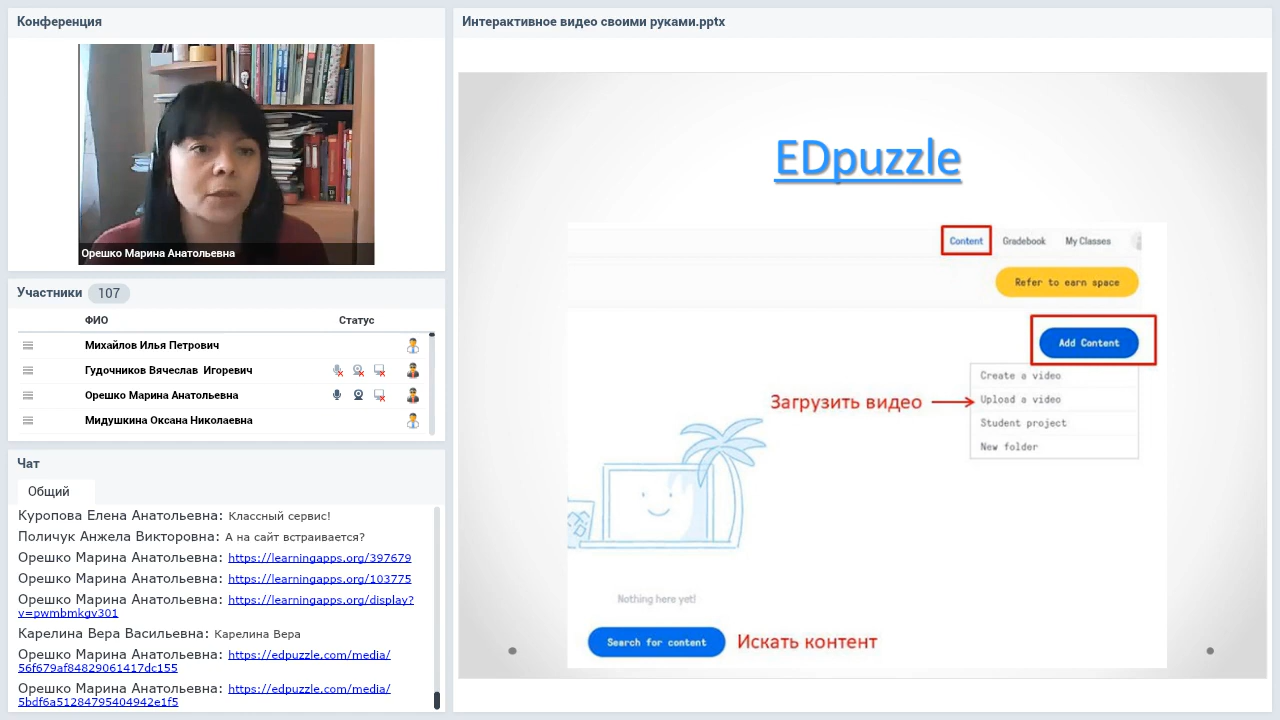 Конференция
Орешко Марина Анатольевна
Участники 107
ФИО Статус
Михайлов Илья Петрович
Гудочников Вячеслав Игоревич
Орешко Марина Анатольевна
Мидушкина Оксана Николаевна
Чат
Общий
Куропова Елена Анатольевна: Классный сервис!
Поличук Анжела Викторовна: А на сайт встраивается?
Орешко Марина Анатольевна: https://learningapps.org/397679
Орешко Марина Анатольевна: https://learningapps.org/103775
Орешко Марина Анатольевна: https://learningapps.org/display?
v=pwmbmkgv301
Карелина Вера Васильевна: Карелина Вера
Орешко Марина Анатольевна: https://edpuzzle.com/media/
56f679af84829061417dc155
Орешко Марина Анатольевна: https://edpuzzle.com/media/
5bdf6a51284795404942e1f5
Интерактивное видео своими руками.pptx
EDpuzzle
Content Gradebook My Classes
Refer to earn space
Add Content
Create a video
Загрузить видео Upload a video
Student project
New folder
Nothing here yet!
Search for content Искать контент